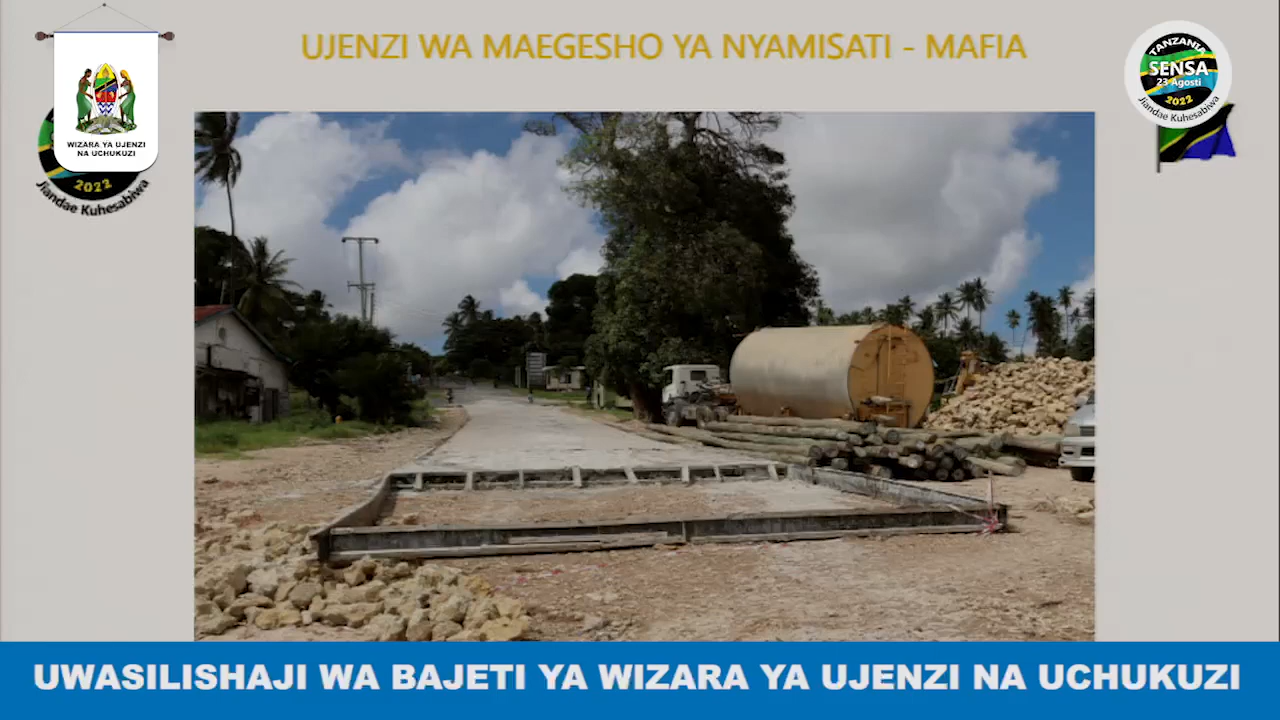 UJENZI WA MAEGESHO YA NYAMISATI - MAFIA
WIZARA YA UJENZI
NA UCHUKUZI
2022
Jiandae Kuhesabiwa
TANZANIA
SENSA
23 Agosti
2022
Jiandae Kuhesabiwa
UWASILISHAJI WA BAJETI YA WIZARA YA UJENZI NA UCHUKUZI